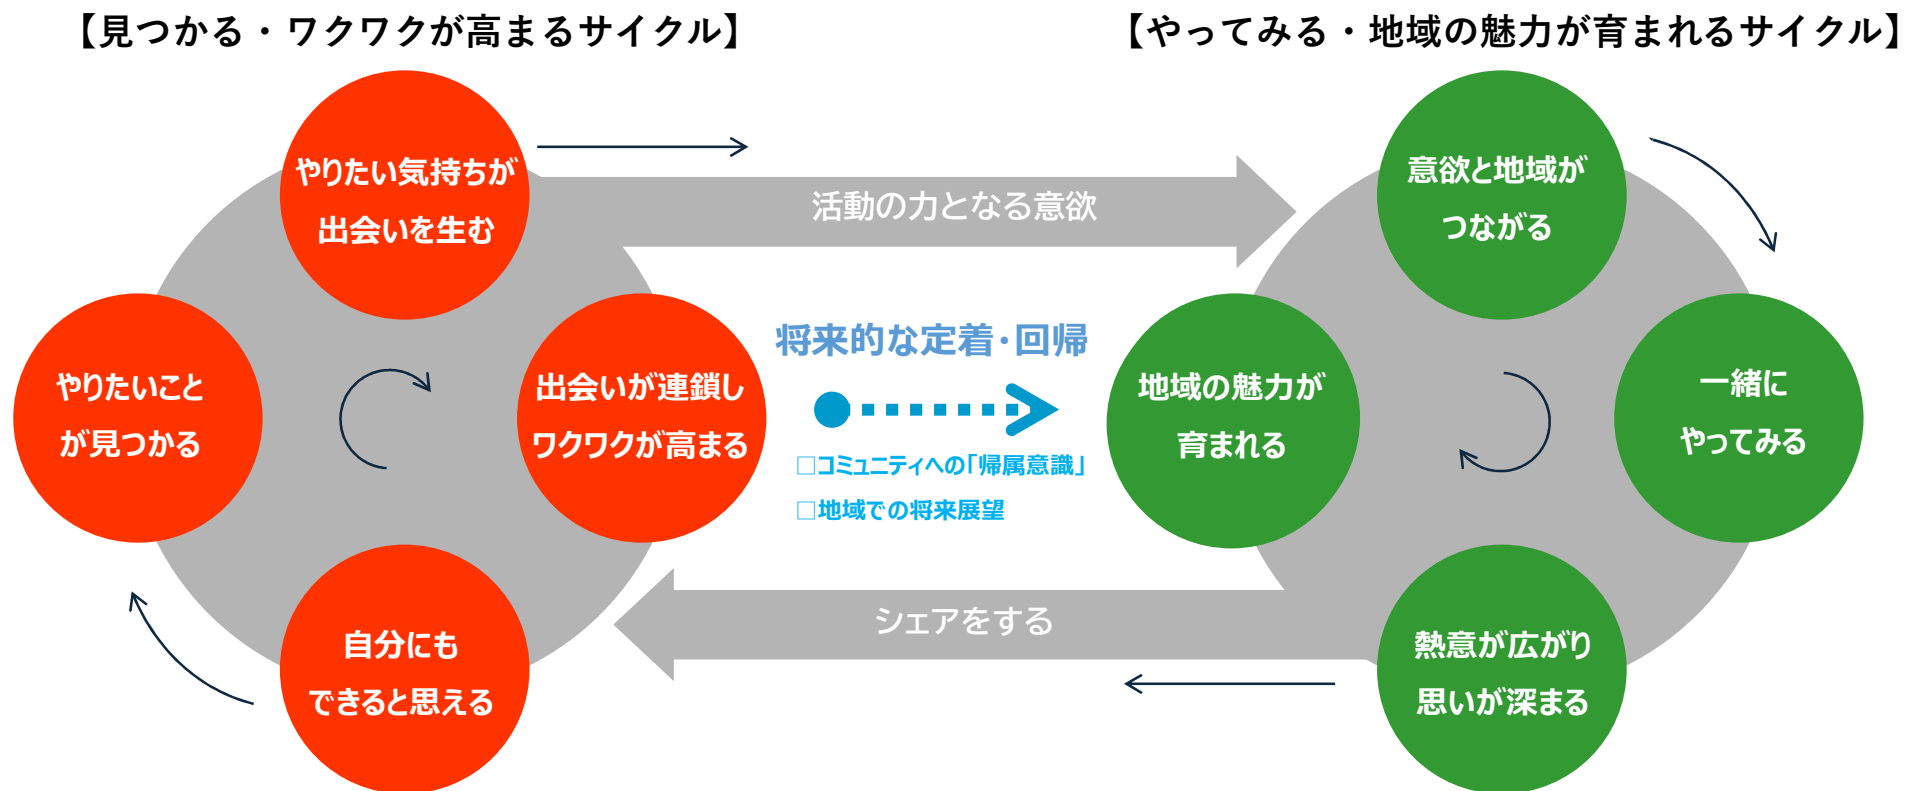 【見つかる・ワクワクが高まるサイクル】
【やってみる・地域の魅力が育まれるサイクル】
やりたい気持ちが
出会いを生む
活動の力となる意欲
意欲と地域が
つながる
やりたいこと
が見つかる
出会いが連鎖し
ワクワクが高まる
将来的な定着・回帰
□コミュニティへの「帰属意識」
□地域での将来展望
地域の魅力が
育まれる
一緒に
やってみる
自分にも
できると思える
シェアをする
熱意が広がり
思いが深まる